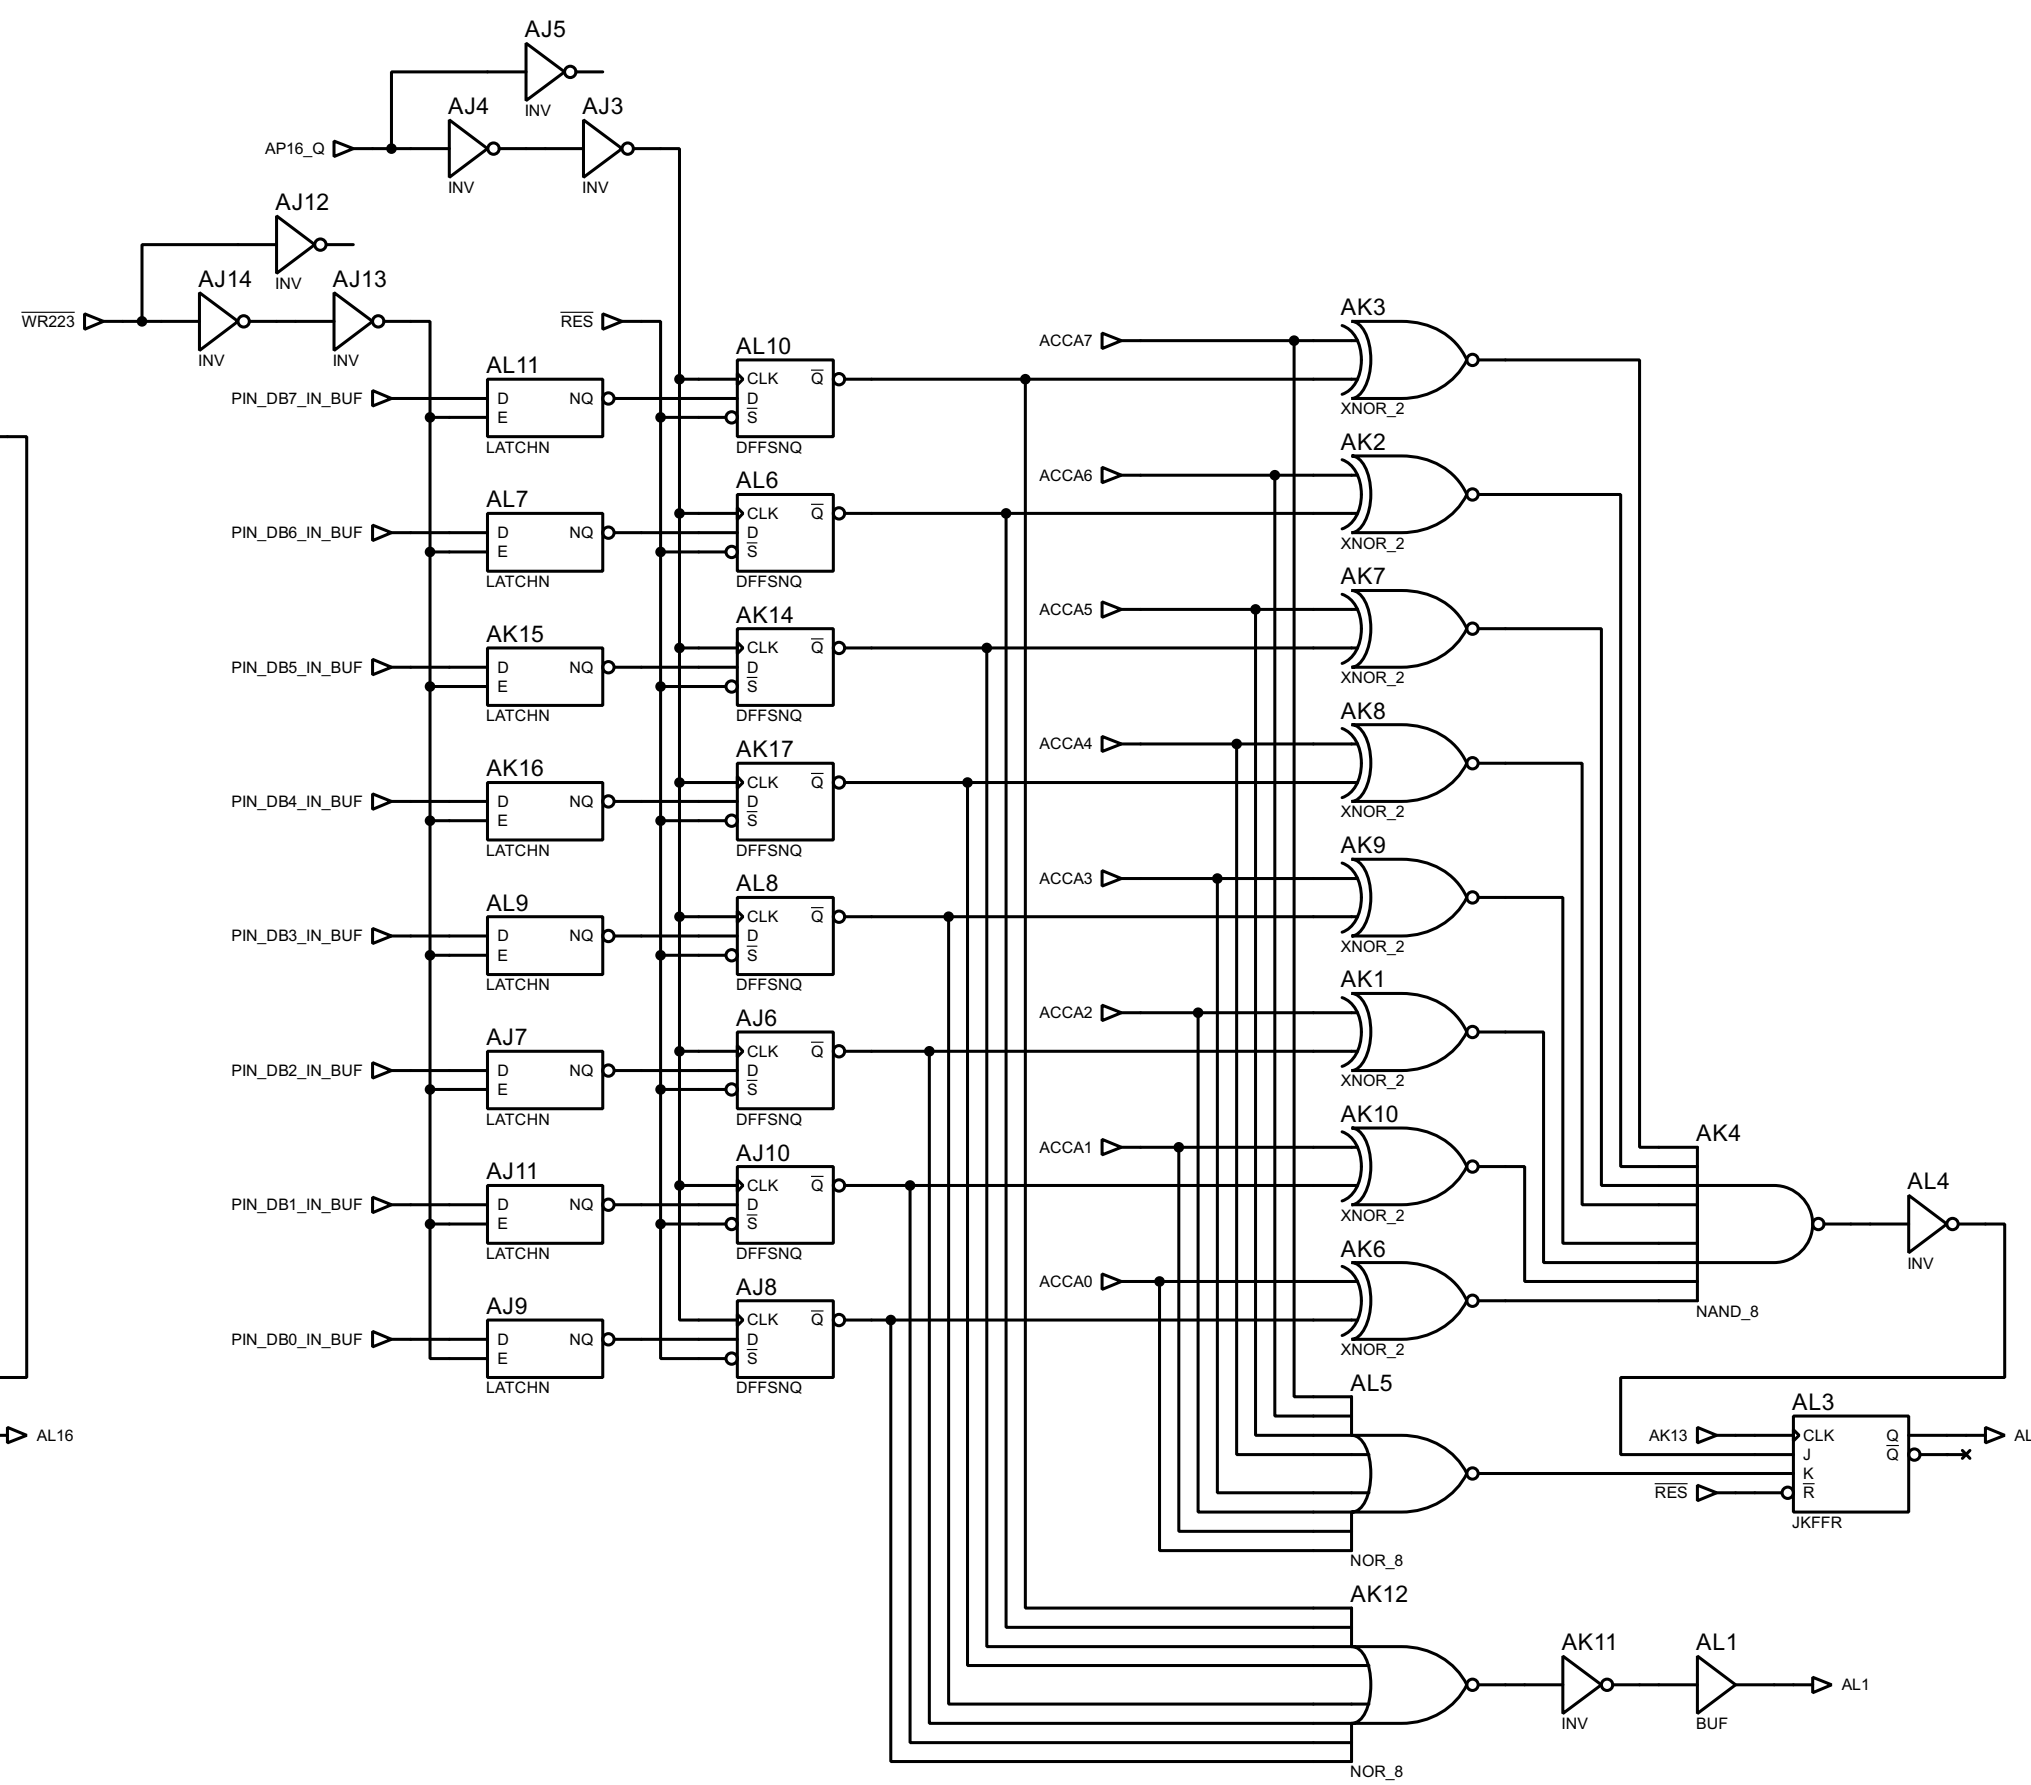 AJ5
INV
AJ4
AJ3
AP16_Q
INV
INV
AJ12
INV
AJ14
AJ13
WR223
INV
INV
RES
AL11
PIN_DB7_IN_BUF
D
NQ
E
LATCHN
AL10
CLK
Q
D
S
DFFSNQ
ACCA7
AK3
XNOR_2
AL7
PIN_DB6_IN_BUF
D
NQ
E
LATCHN
AL6
CLK
Q
D
S
DFFSNQ
ACCA6
AK2
XNOR_2
AK15
PIN_DB5_IN_BUF
D
NQ
E
LATCHN
AK14
CLK
Q
D
S
DFFSNQ
ACCA5
AK7
XNOR_2
AK16
PIN_DB4_IN_BUF
D
NQ
E
LATCHN
AK17
CLK
Q
D
S
DFFSNQ
ACCA4
AK8
XNOR_2
AL9
PIN_DB3_IN_BUF
D
NQ
E
LATCHN
AL8
CLK
Q
D
S
DFFSNQ
ACCA3
AK9
XNOR_2
AJ7
PIN_DB2_IN_BUF
D
NQ
E
LATCHN
AJ6
CLK
Q
D
S
DFFSNQ
ACCA2
AK1
XNOR_2
AJ11
PIN_DB1_IN_BUF
D
NQ
E
LATCHN
AJ10
CLK
Q
D
S
DFFSNQ
ACCA1
AK10
XNOR_2
AJ9
PIN_DB0_IN_BUF
D
NQ
E
LATCHN
AJ8
CLK
Q
D
S
DFFSNQ
ACCA0
AK6
XNOR_2
AK4
NAND_8
AL4
INV
AL5
NOR_8
AL16
AL3
AK13
CLK
Q
J
Q
K
RES
R
JKFFR
AL
AK12
NOR_8
AK11
INV
AL1
BUF
AL1